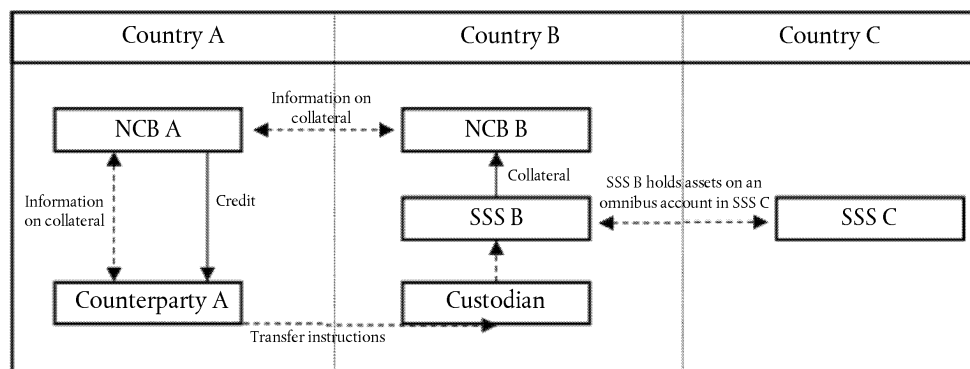 Country A
Country B
Country C
Information on
collateral
NCB A
NCB B
Information
on collateral
Credit
Collateral
SSS B holds assets on an
omnibus account in SSS C
SSS B
SSS C
Counterparty A
Custodian
Transfer instructions